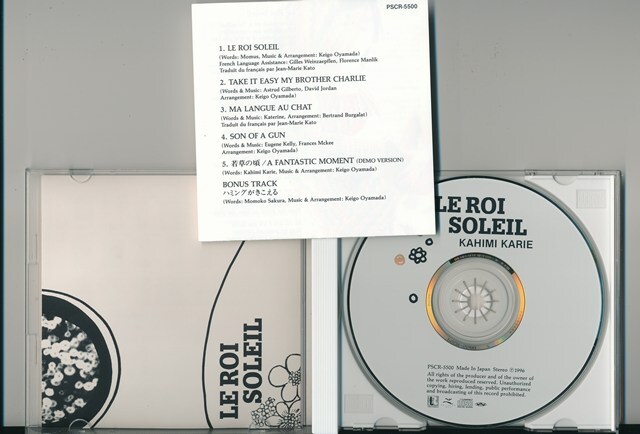 PSCR-5500
1. LE ROI SOLEIL
(Words: Momus, Music & Arrangement: Keigo Oyamada)
French Language Assistance: Gilles Weinzaepflen, Florence Manlik
Traduit du français par Jean-Marie Kato
2. TAKE IT EASY MY BROTHER CHARLIE
(Words & Music: Astrud Gilberto, David Jordan
Arrangement: Keigo Oyamada)
3. MA LANGUE AU CHAT
(Words & Music: Katerine, Arrangement: Bertrand Burgalat)
Traduit du français par Jean-Marie Kato
4. SON OF A GUN
(Words & Music: Eugene Kelly, Frances Mckee
Arrangement: Keigo Oyamada)
5. 若草の頃/A FANTASTIC MOMENT (DEMO VERSION)
(Words: Kahimi Karie, Music & Arrangement: Keigo Oyamada)
BONUS TRACK
ハミングがきこえる
(Words: Momoko Sakura, Music & Arrangement: Keigo Oyamada)
LE ROI
SOLEIL
LE ROI
SOLEIL
KAHIMI KARIE
PSCR-5500 Made In Japan Stereo ℗1996
All rights of the producer and of the owner of
the work reproduced reserved. Unauthorized
copying, hiring, lending, public performance
and broadcasting of this record prohibited.